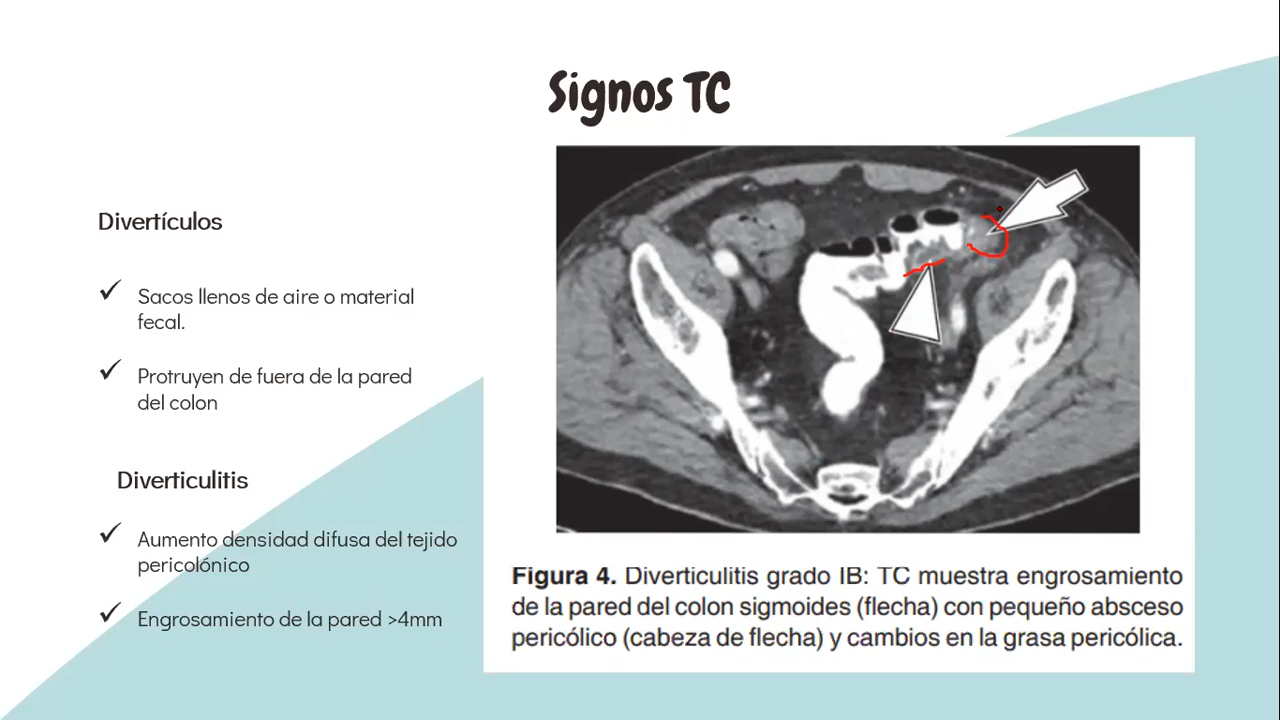 Signos TC
Divertículos
Sacos llenos de aire o material
fecal.
Protruyen de fuera de la pared
del colon
Diverticulitis
Aumento densidad difusa del tejido
pericolónico
Engrosamiento de la pared >4mm
Figura 4. Diverticulitis grado IB: TC muestra engrosamiento
de la pared del colon sigmoides (flecha) con pequeño absceso
pericólico (cabeza de flecha) y cambios en la grasa pericólica.